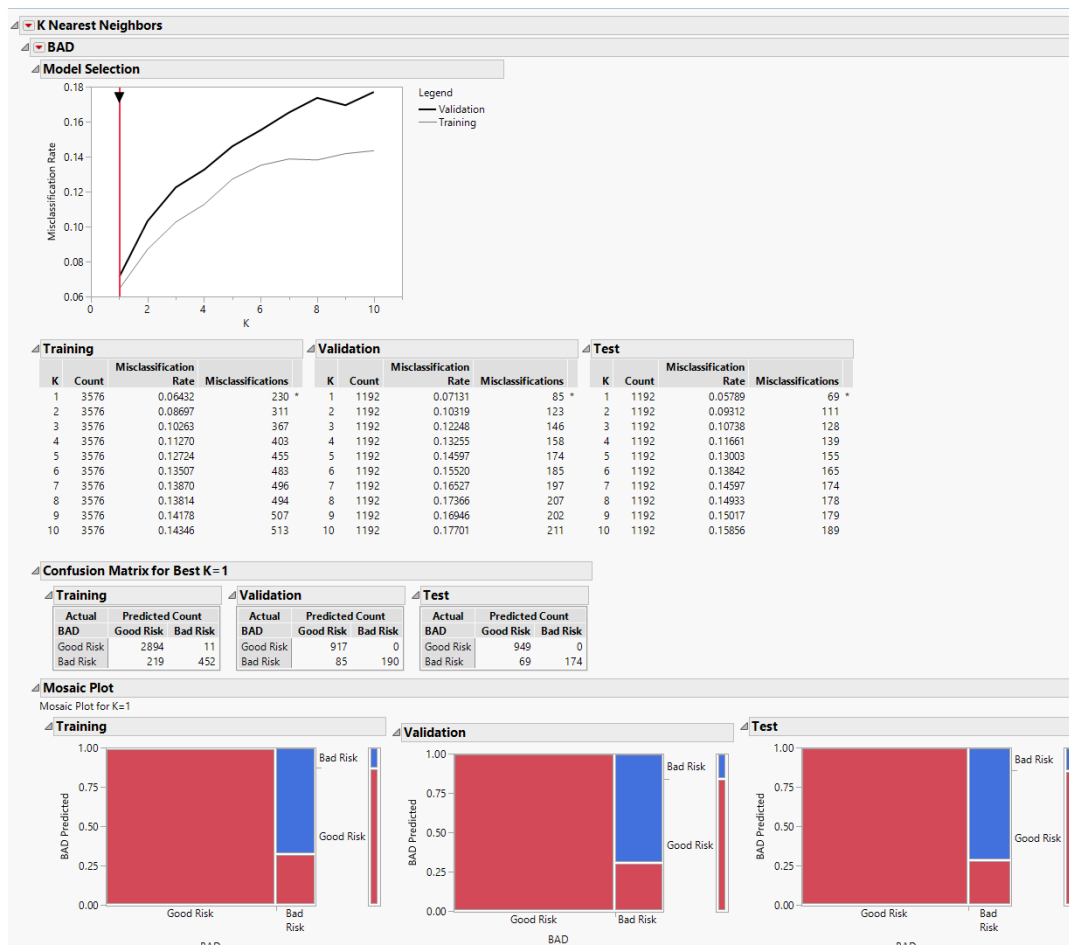 K Nearest Neighbors
BAD
Model Selection
0.18
0.16
0.14
0.12
0.10
0.08
0.06
Misclassification Rate
0 2 4 6 8 10
K
Legend
Validation
Training
Training
Misclassification
K Count Rate Misclassifications
1 3576 0.06432 230 *
2 3576 0.08697 311
3 3576 0.10263 367
4 3576 0.11270 403
5 3576 0.12724 455
6 3576 0.13507 483
7 3576 0.13870 496
8 3576 0.13814 494
9 3576 0.14178 507
10 3576 0.14346 513
Validation
Misclassification
K Count Rate Misclassifications
1 1192 0.07131 85 *
2 1192 0.10319 123
3 1192 0.12248 146
4 1192 0.13255 158
5 1192 0.14597 174
6 1192 0.15520 185
7 1192 0.16527 197
8 1192 0.17366 207
9 1192 0.16946 202
10 1192 0.17701 211
Test
Misclassification
K Count Rate Misclassifications
1 1192 0.05789 69 *
2 1192 0.09312 111
3 1192 0.10738 128
4 1192 0.11661 139
5 1192 0.13003 155
6 1192 0.13842 165
7 1192 0.14597 174
8 1192 0.14933 178
9 1192 0.15017 179
10 1192 0.15856 189
Confusion Matrix for Best K=1
Training
Actual Predicted Count
BAD Good Risk Bad Risk
Good Risk 2894 11
Bad Risk 219 452
Validation
Actual Predicted Count
BAD Good Risk Bad Risk
Good Risk 917 0
Bad Risk 85 190
Test
Actual Predicted Count
BAD Good Risk Bad Risk
Good Risk 949 0
Bad Risk 69 174
Mosaic Plot
Mosaic Plot for K=1
Training
1.00
0.75
0.50
0.25
0.00
BAD Predicted
Bad Risk
Good Risk
Good Risk Bad
Risk
BAD
Validation
1.00
0.75
0.50
0.25
0.00
BAD Predicted
Bad Risk
Good Risk
Good Risk Bad Risk
BAD
Test
1.00
0.75
0.50
0.25
0.00
BAD Predicted
Bad Risk
Good Risk
Good Risk Bad
Risk
BAD